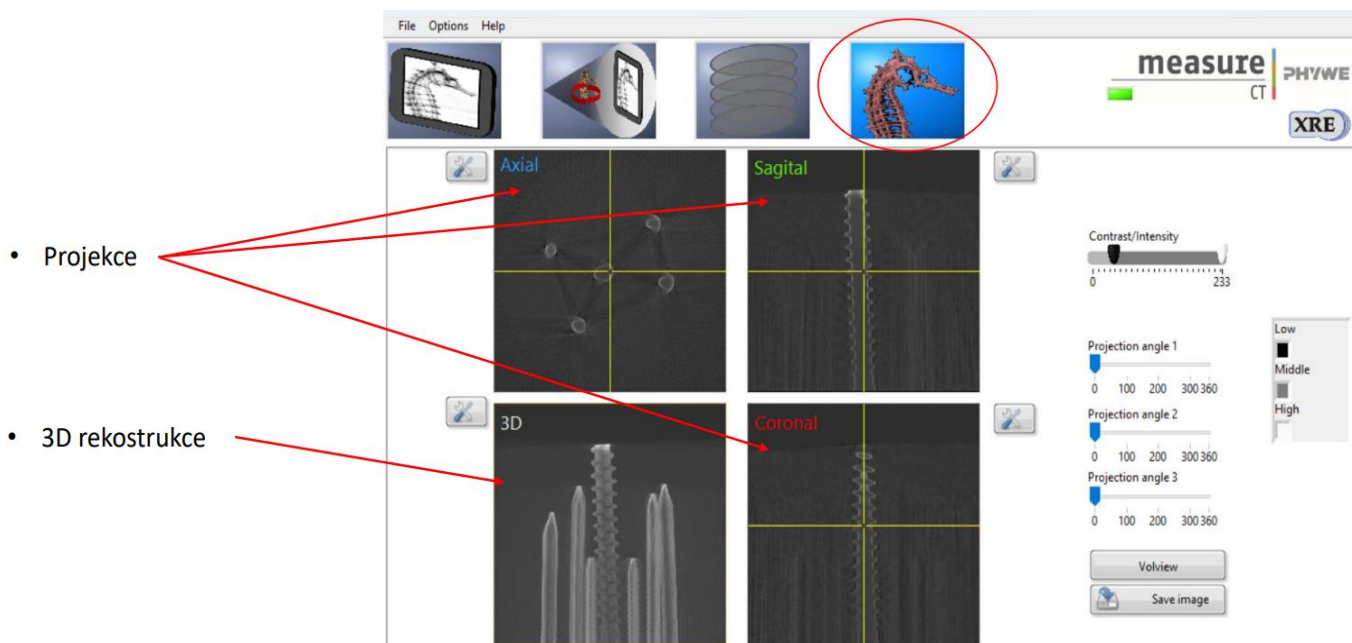 File Options Help
measure
CT
PHYWE
XRE
Axial
Sagital
• Projekce
Contrast/Intensity
0 233
Low
Middle
High
Projection angle 1
0 100 200 300 360
Projection angle 2
0 100 200 300 360
• 3D rekostrukce
3D
Coronal
Projection angle 3
0 100 200 300 360
Volview
Save image